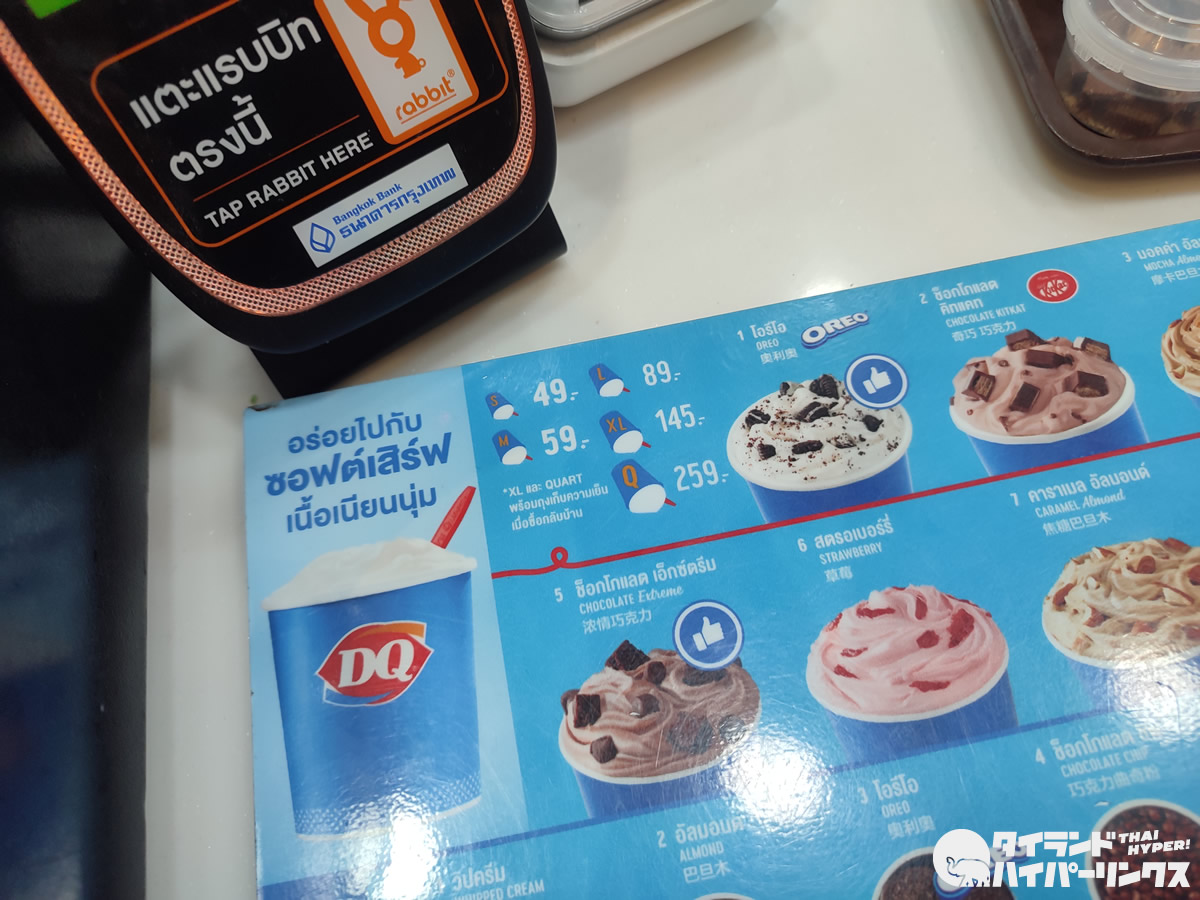 แตะแรบบิท
ตรงนี้
TAP RABBIT HERE
rabbit®
Bangkok Bank
ธนาคารกรุงเทพ
อร่อยไปกับ
ซอฟต์เสิร์ฟ
เนื้อเนียนนุ่ม
DQ
S 49.-
L 89.-
M 59.-
XL 145.-
Q 259.-
*XL และ QUART
พร้อมถุงเก็บความเย็น
เมื่อซื้อกลับบ้าน
1 โอรีโอ
OREO
奥利奥
OREO
2 ช็อกโกแลต
คิทแคท
CHOCOLATE KITKAT
奇巧 巧克力
KitKat
3 มอคค่า
MOCHA
摩卡巴旦
5 ช็อกโกแลต เอ็กซ์ตรีม
CHOCOLATE Extreme
浓情巧克力
6 สตรอเบอร์รี่
STRAWBERRY
草莓
7 คาราเมล อัลมอนด์
CARAMEL Almond
焦糖巴旦木
วิปครีม
WHIPPED CREAM
2 อัลมอนด์
ALMOND
巴旦木
3 โอรีโอ
OREO
奥利奥
4 ช็อกโกแลต
CHOCOLATE CHIP
巧克力
タイランド
ハイパーリンクス
THAI
HYPER!